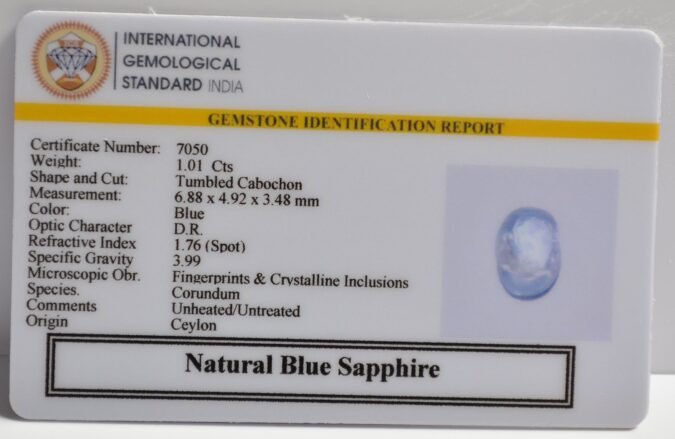 INTERNATIONAL
GEMOLOGICAL
STANDARD INDIA
GEMSTONE IDENTIFICATION REPORT
Certificate Number: 7050
Weight: 1.01 Cts
Shape and Cut: Tumbled Cabochon
Measurement: 6.88 x 4.92 x 3.48 mm
Color: Blue
Optic Character D.R.
Refractive Index 1.76 (Spot)
Specific Gravity 3.99
Microscopic Obr. Fingerprints & Crystalline Inclusions
Species. Corundum
Comments Unheated/Untreated
Origin Ceylon
Natural Blue Sapphire